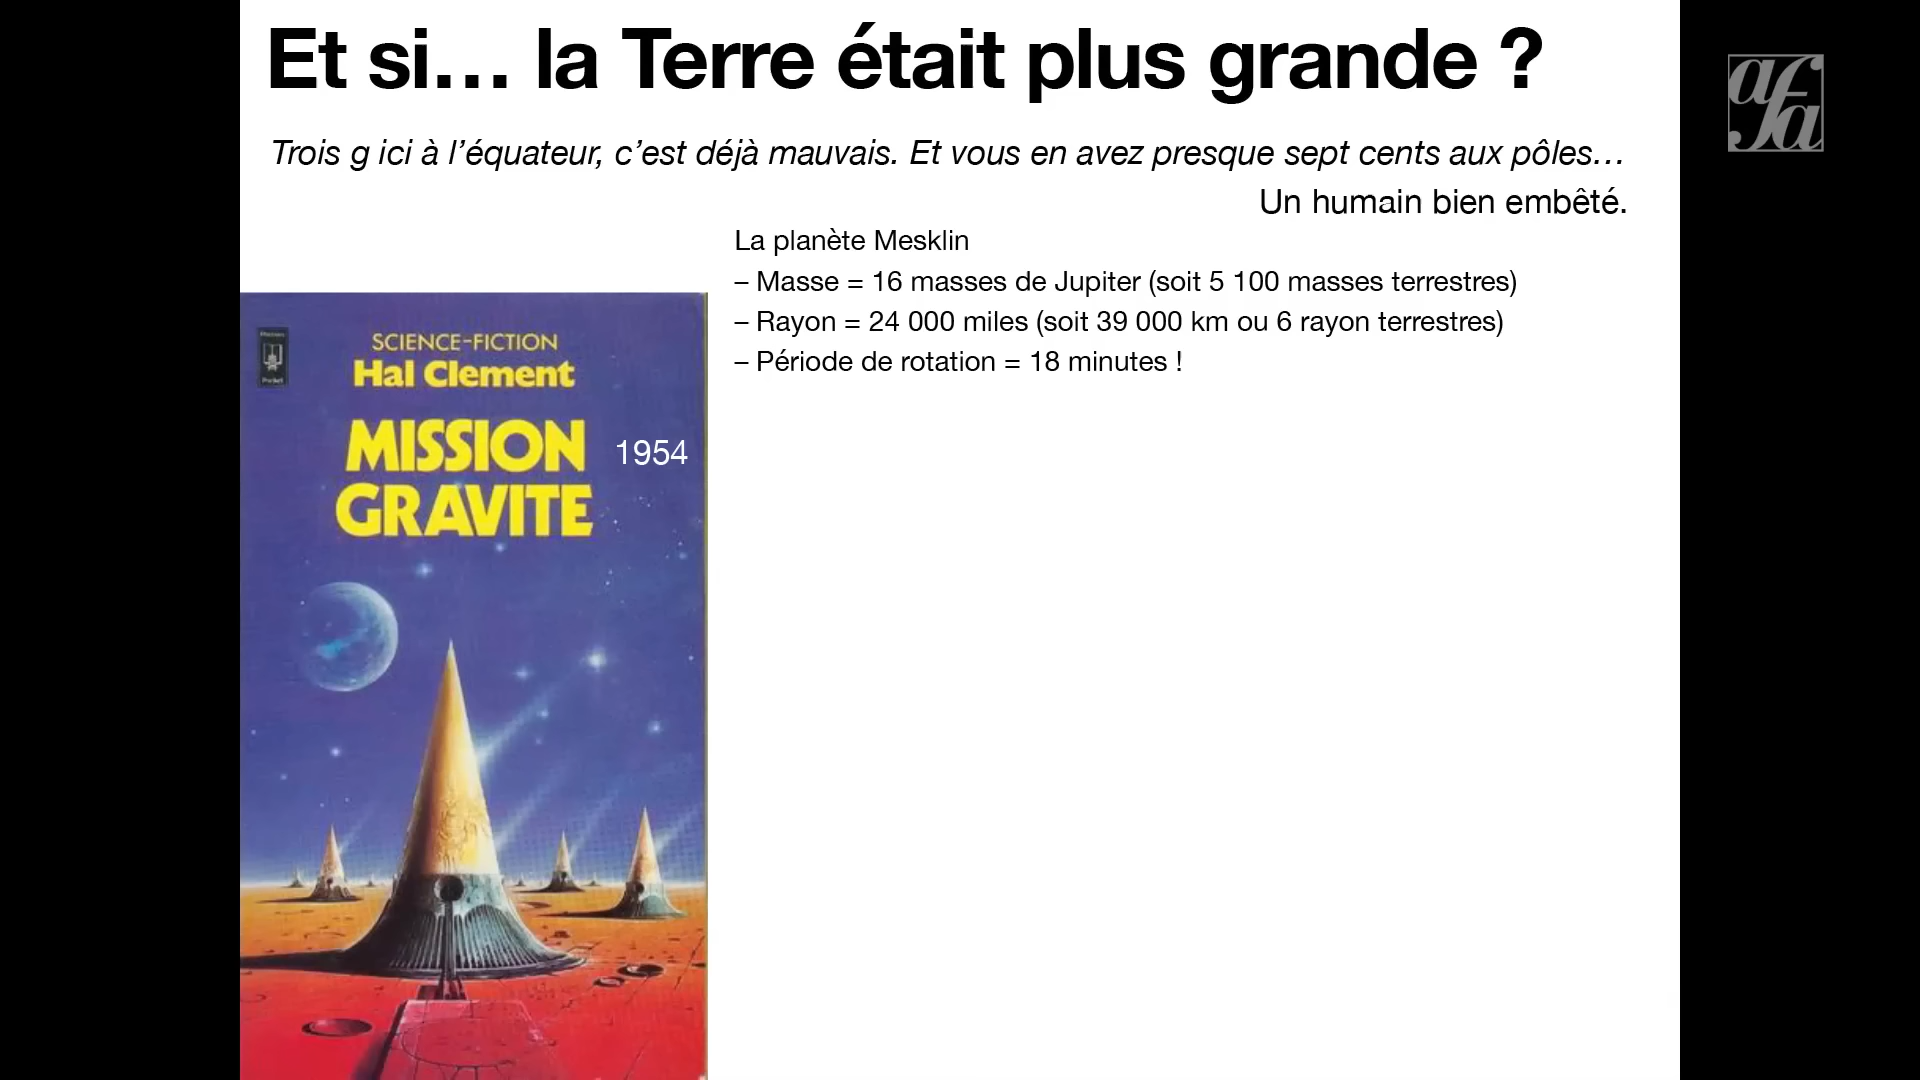 Et si… la Terre était plus grande ?
Trois g ici à l’équateur, c’est déjà mauvais. Et vous en avez presque sept cents aux pôles…
Un humain bien embêté.
La planète Mesklin
– Masse = 16 masses de Jupiter (soit 5 100 masses terrestres)
– Rayon = 24 000 miles (soit 39 000 km ou 6 rayon terrestres)
– Période de rotation = 18 minutes !
SCIENCE-FICTION
Hal Clement
MISSION
GRAVITE
1954
Pocket
afa